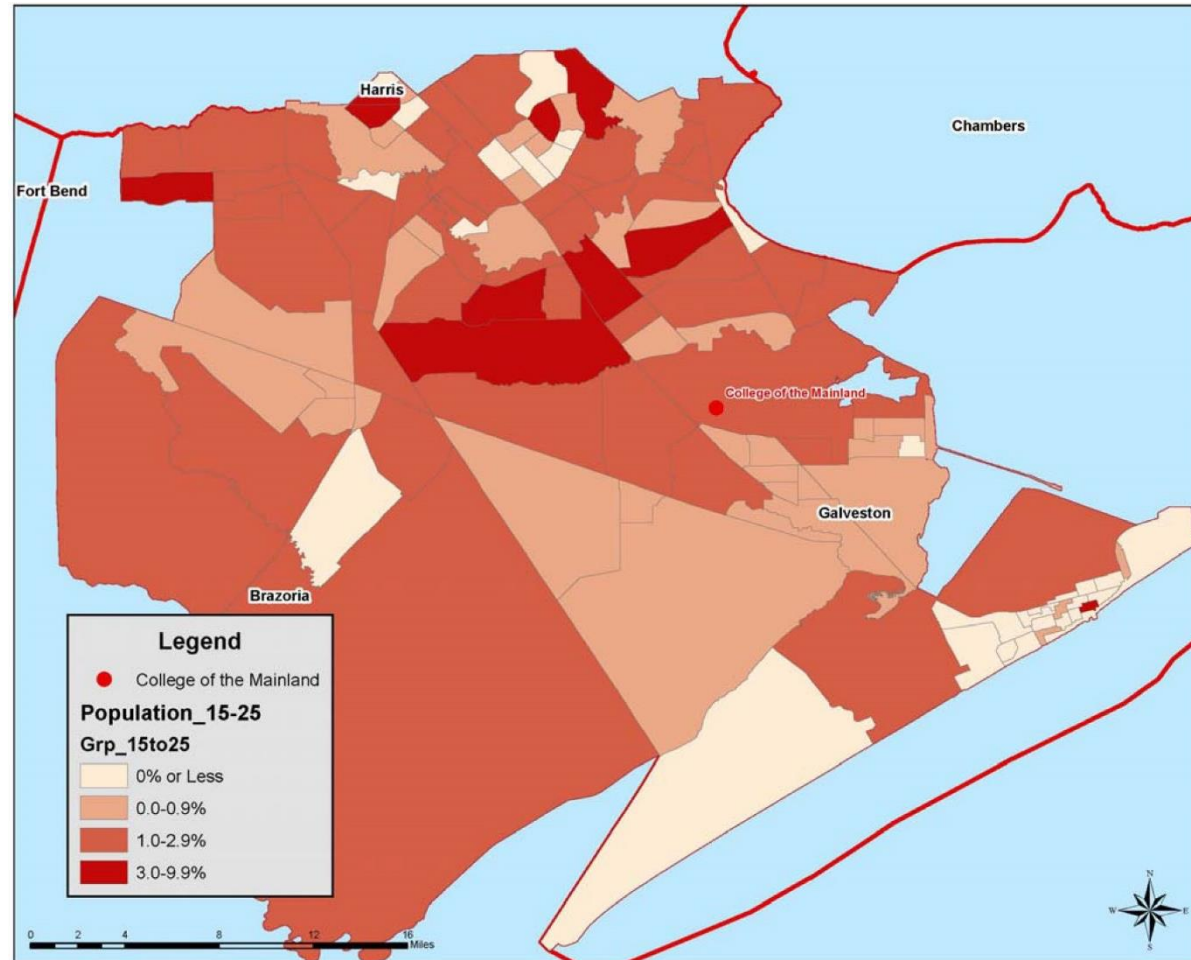 Harris
Chambers
Fort Bend
College of the Mainland
Galveston
Brazoria
Legend
College of the Mainland
Population_15-25
Grp_15to25
0% or Less
0.0-0.9%
1.0-2.9%
3.0-9.9%
N
W E
S
0 2 4 8 12 16
Miles